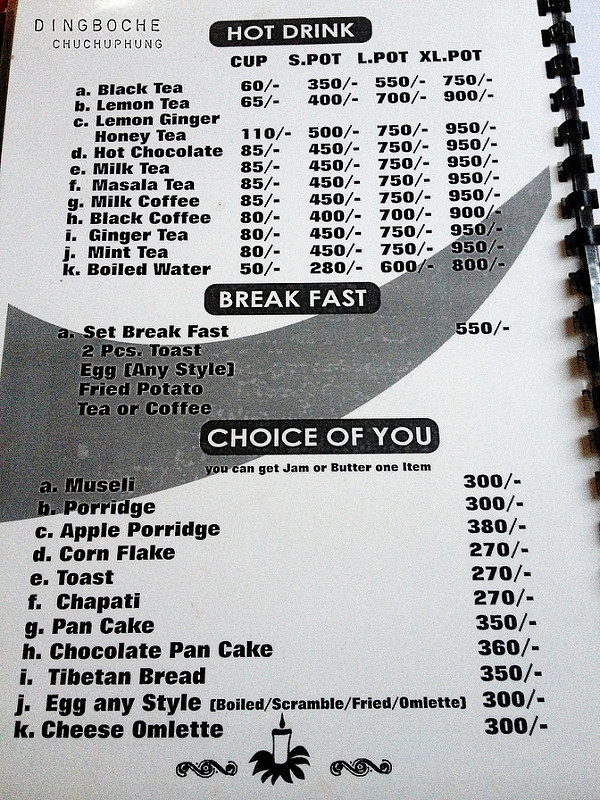 DINGBOCHE
CHUCHUPHUNG
HOT DRINK
CUP S.POT L.POT XL.POT
a. Black Tea 60/- 350/- 550/- 750/-
b. Lemon Tea 65/- 400/- 700/- 900/-
c. Lemon Ginger
Honey Tea 110/- 500/- 750/- 950/-
d. Hot Chocolate 85/- 450/- 750/- 950/-
e. Milk Tea 85/- 450/- 750/- 950/-
f. Masala Tea 85/- 450/- 750/- 950/-
g. Milk Coffee 85/- 450/- 750/- 950/-
h. Black Coffee 80/- 400/- 700/- 900/-
i. Ginger Tea 80/- 450/- 750/- 950/-
j. Mint Tea 80/- 450/- 750/- 950/-
k. Boiled Water 50/- 280/- 600/- 800/-
BREAK FAST
a. Set Break Fast 550/-
2 Pcs. Toast
Egg [Any Style]
Fried Potato
Tea or Coffee
CHOICE OF YOU
you can get Jam or Butter one Item
a. Museli 300/-
b. Porridge 300/-
c. Apple Porridge 380/-
d. Corn Flake 270/-
e. Toast 270/-
f. Chapati 270/-
g. Pan Cake 350/-
h. Chocolate Pan Cake 360/-
i. Tibetan Bread 350/-
j. Egg any Style [Boiled/Scramble/Fried/Omlette] 300/-
k. Cheese Omlette 300/-